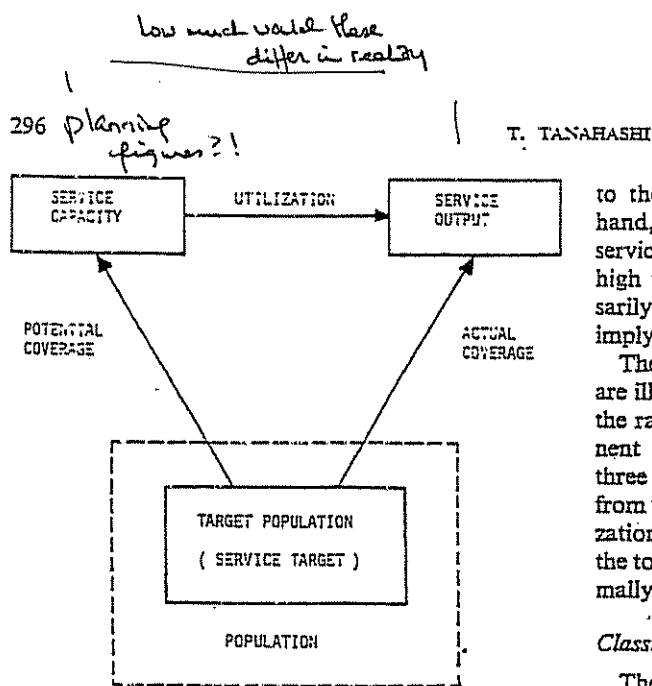 how much would these
differ in reality
296 planning
figures?!
T. TANAHASHI
SERVICE
CAPACITY
UTILIZATION
SERVICE
OUTPUT
POTENTIAL
COVERAGE
ACTUAL
COVERAGE
TARGET POPULATION
( SERVICE TARGET )
POPULATION
to the
hand,
servic
high
sarily
imply
The
are ill
the ra
nent
three
from
zation
the to
mally
Class
The